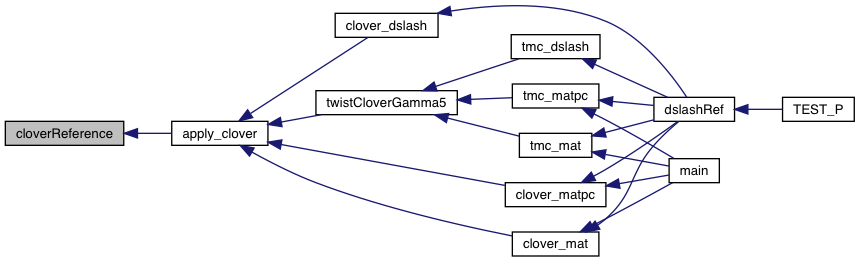 clover_dslash
tmc_dslash
twistCloverGamma5
tmc_matpc
dslashRef
TEST_P
cloverReference
apply_clover
tmc_mat
main
clover_matpc
clover_mat